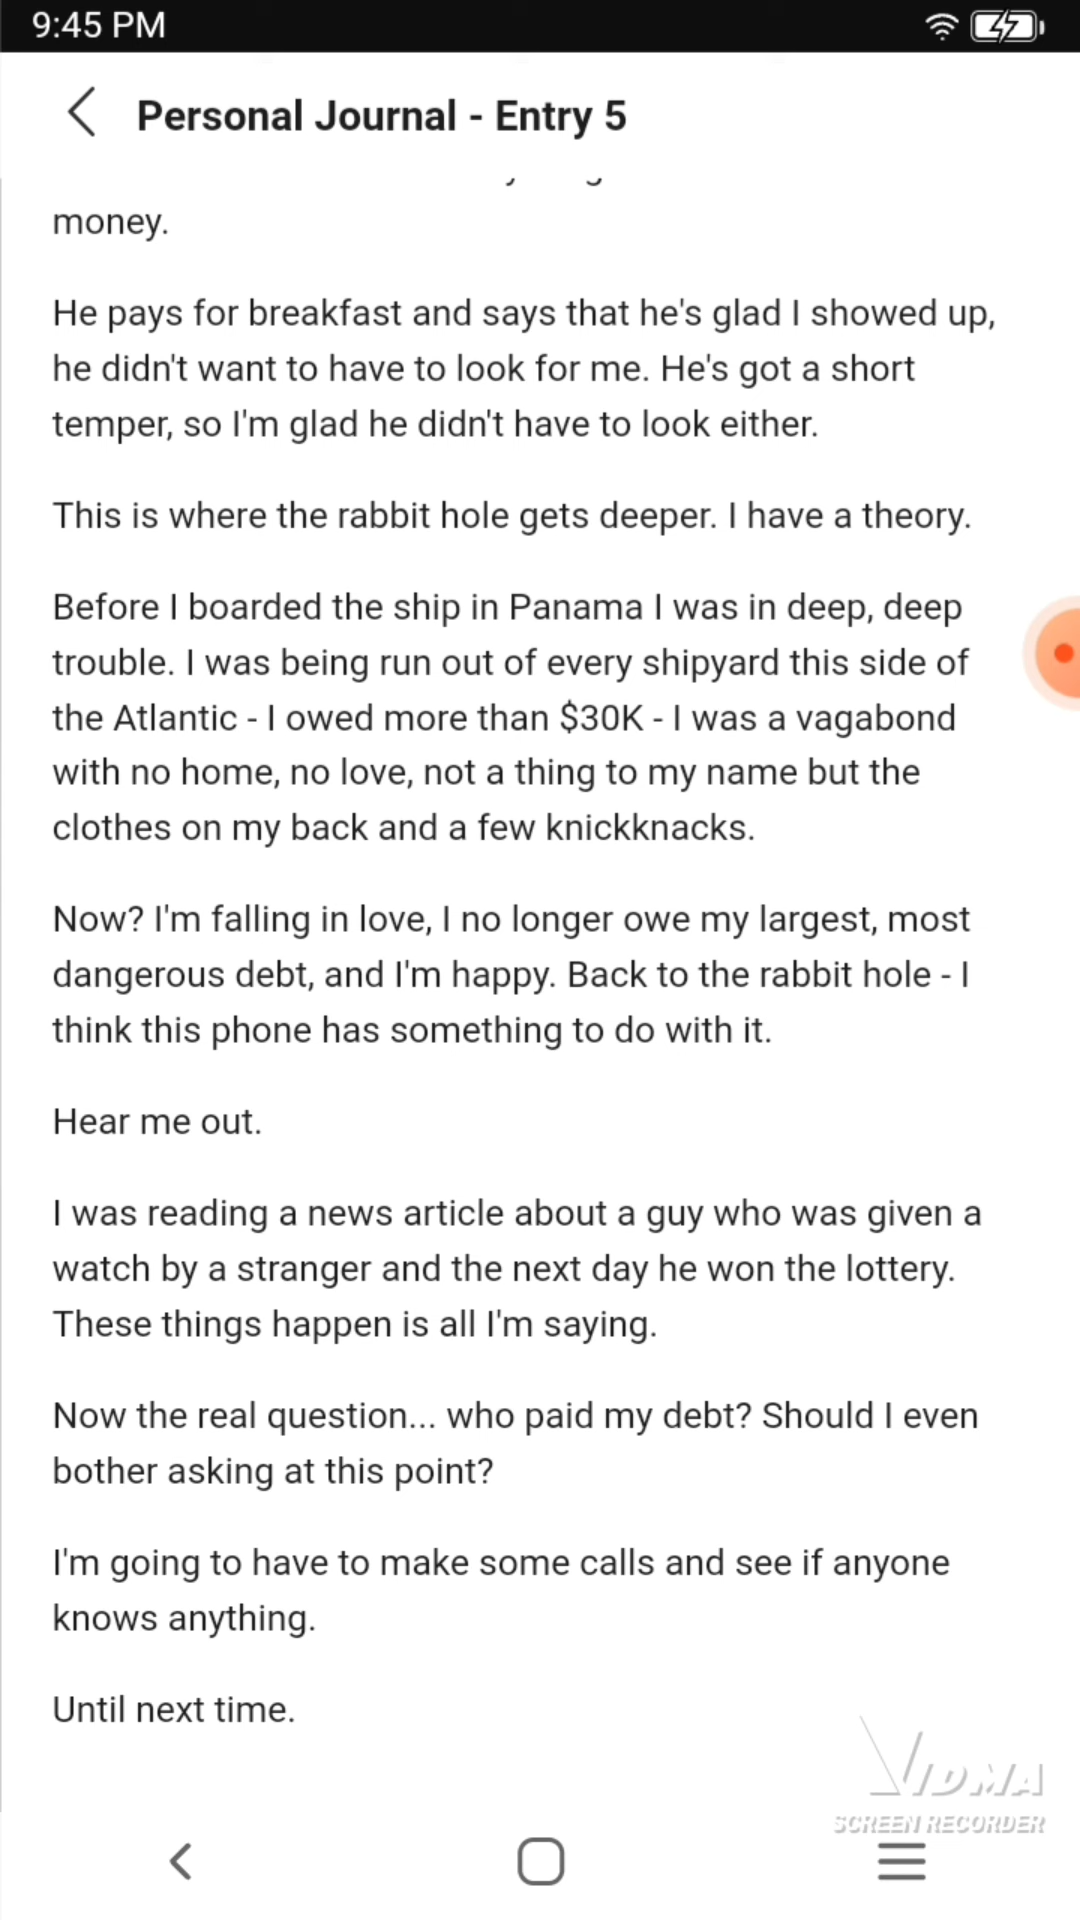 9:45 PM
Personal Journal - Entry 5
money.
He pays for breakfast and says that he's glad I showed up,
he didn't want to have to look for me. He's got a short
temper, so I'm glad he didn't have to look either.
This is where the rabbit hole gets deeper. I have a theory.
Before I boarded the ship in Panama I was in deep, deep
trouble. I was being run out of every shipyard this side of
the Atlantic - I owed more than $30K - I was a vagabond
with no home, no love, not a thing to my name but the
clothes on my back and a few knickknacks.
Now? I'm falling in love, I no longer owe my largest, most
dangerous debt, and I'm happy. Back to the rabbit hole - I
think this phone has something to do with it.
Hear me out.
I was reading a news article about a guy who was given a
watch by a stranger and the next day he won the lottery.
These things happen is all I'm saying.
Now the real question... who paid my debt? Should I even
bother asking at this point?
I'm going to have to make some calls and see if anyone
knows anything.
Until next time.
VIDMA
SCREEN RECORDER